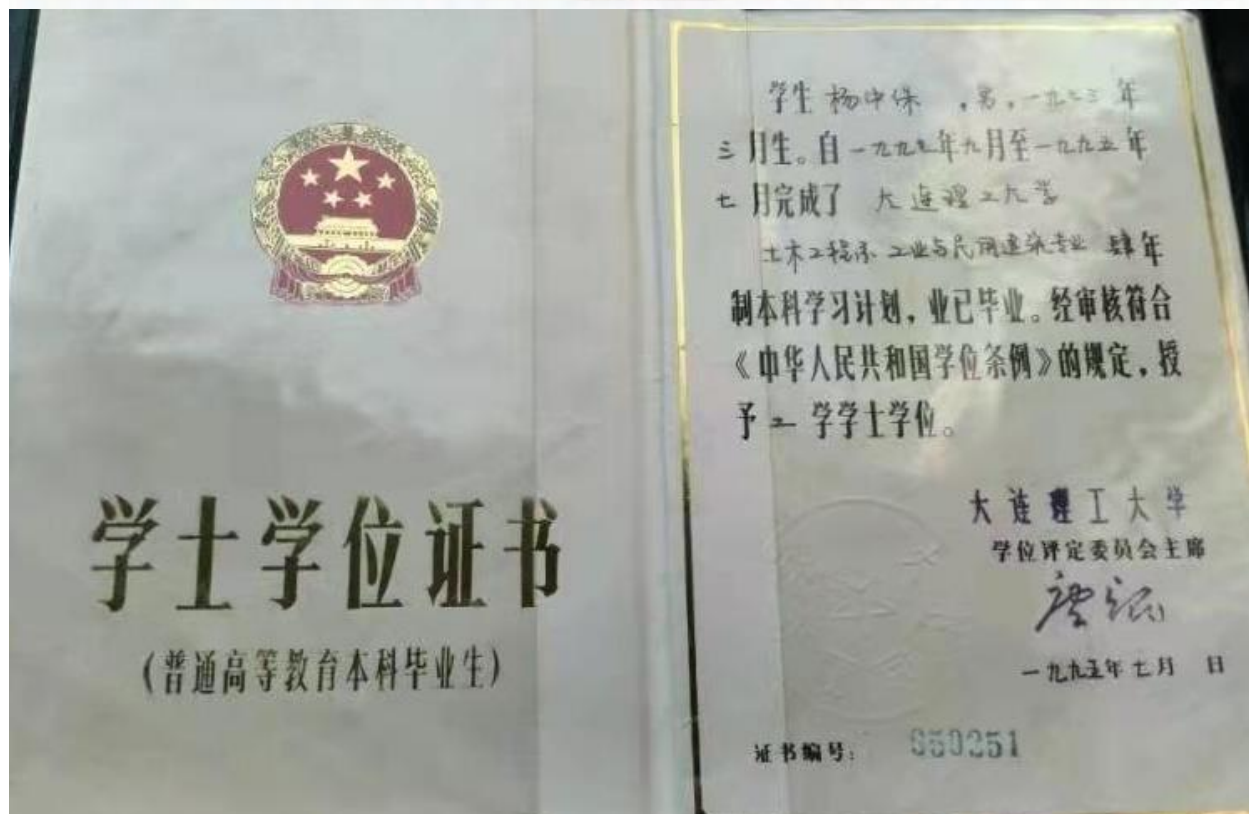 学士学位证书
(普通高等教育本科毕业生)
学生 杨中保 ,男,一九七三年
三月生。自一九九七年九月至一九九五年
七月完成了 大连理工大学
土木工程系 工业与民用建筑专业 肆年
制本科学习计划,业已毕业。经审核符合
《中华人民共和国学位条例》的规定,授
予 工 学学士学位。
大连理工大学
学位评定委员会主席
一九九五年七月 日
证书编号: 950251